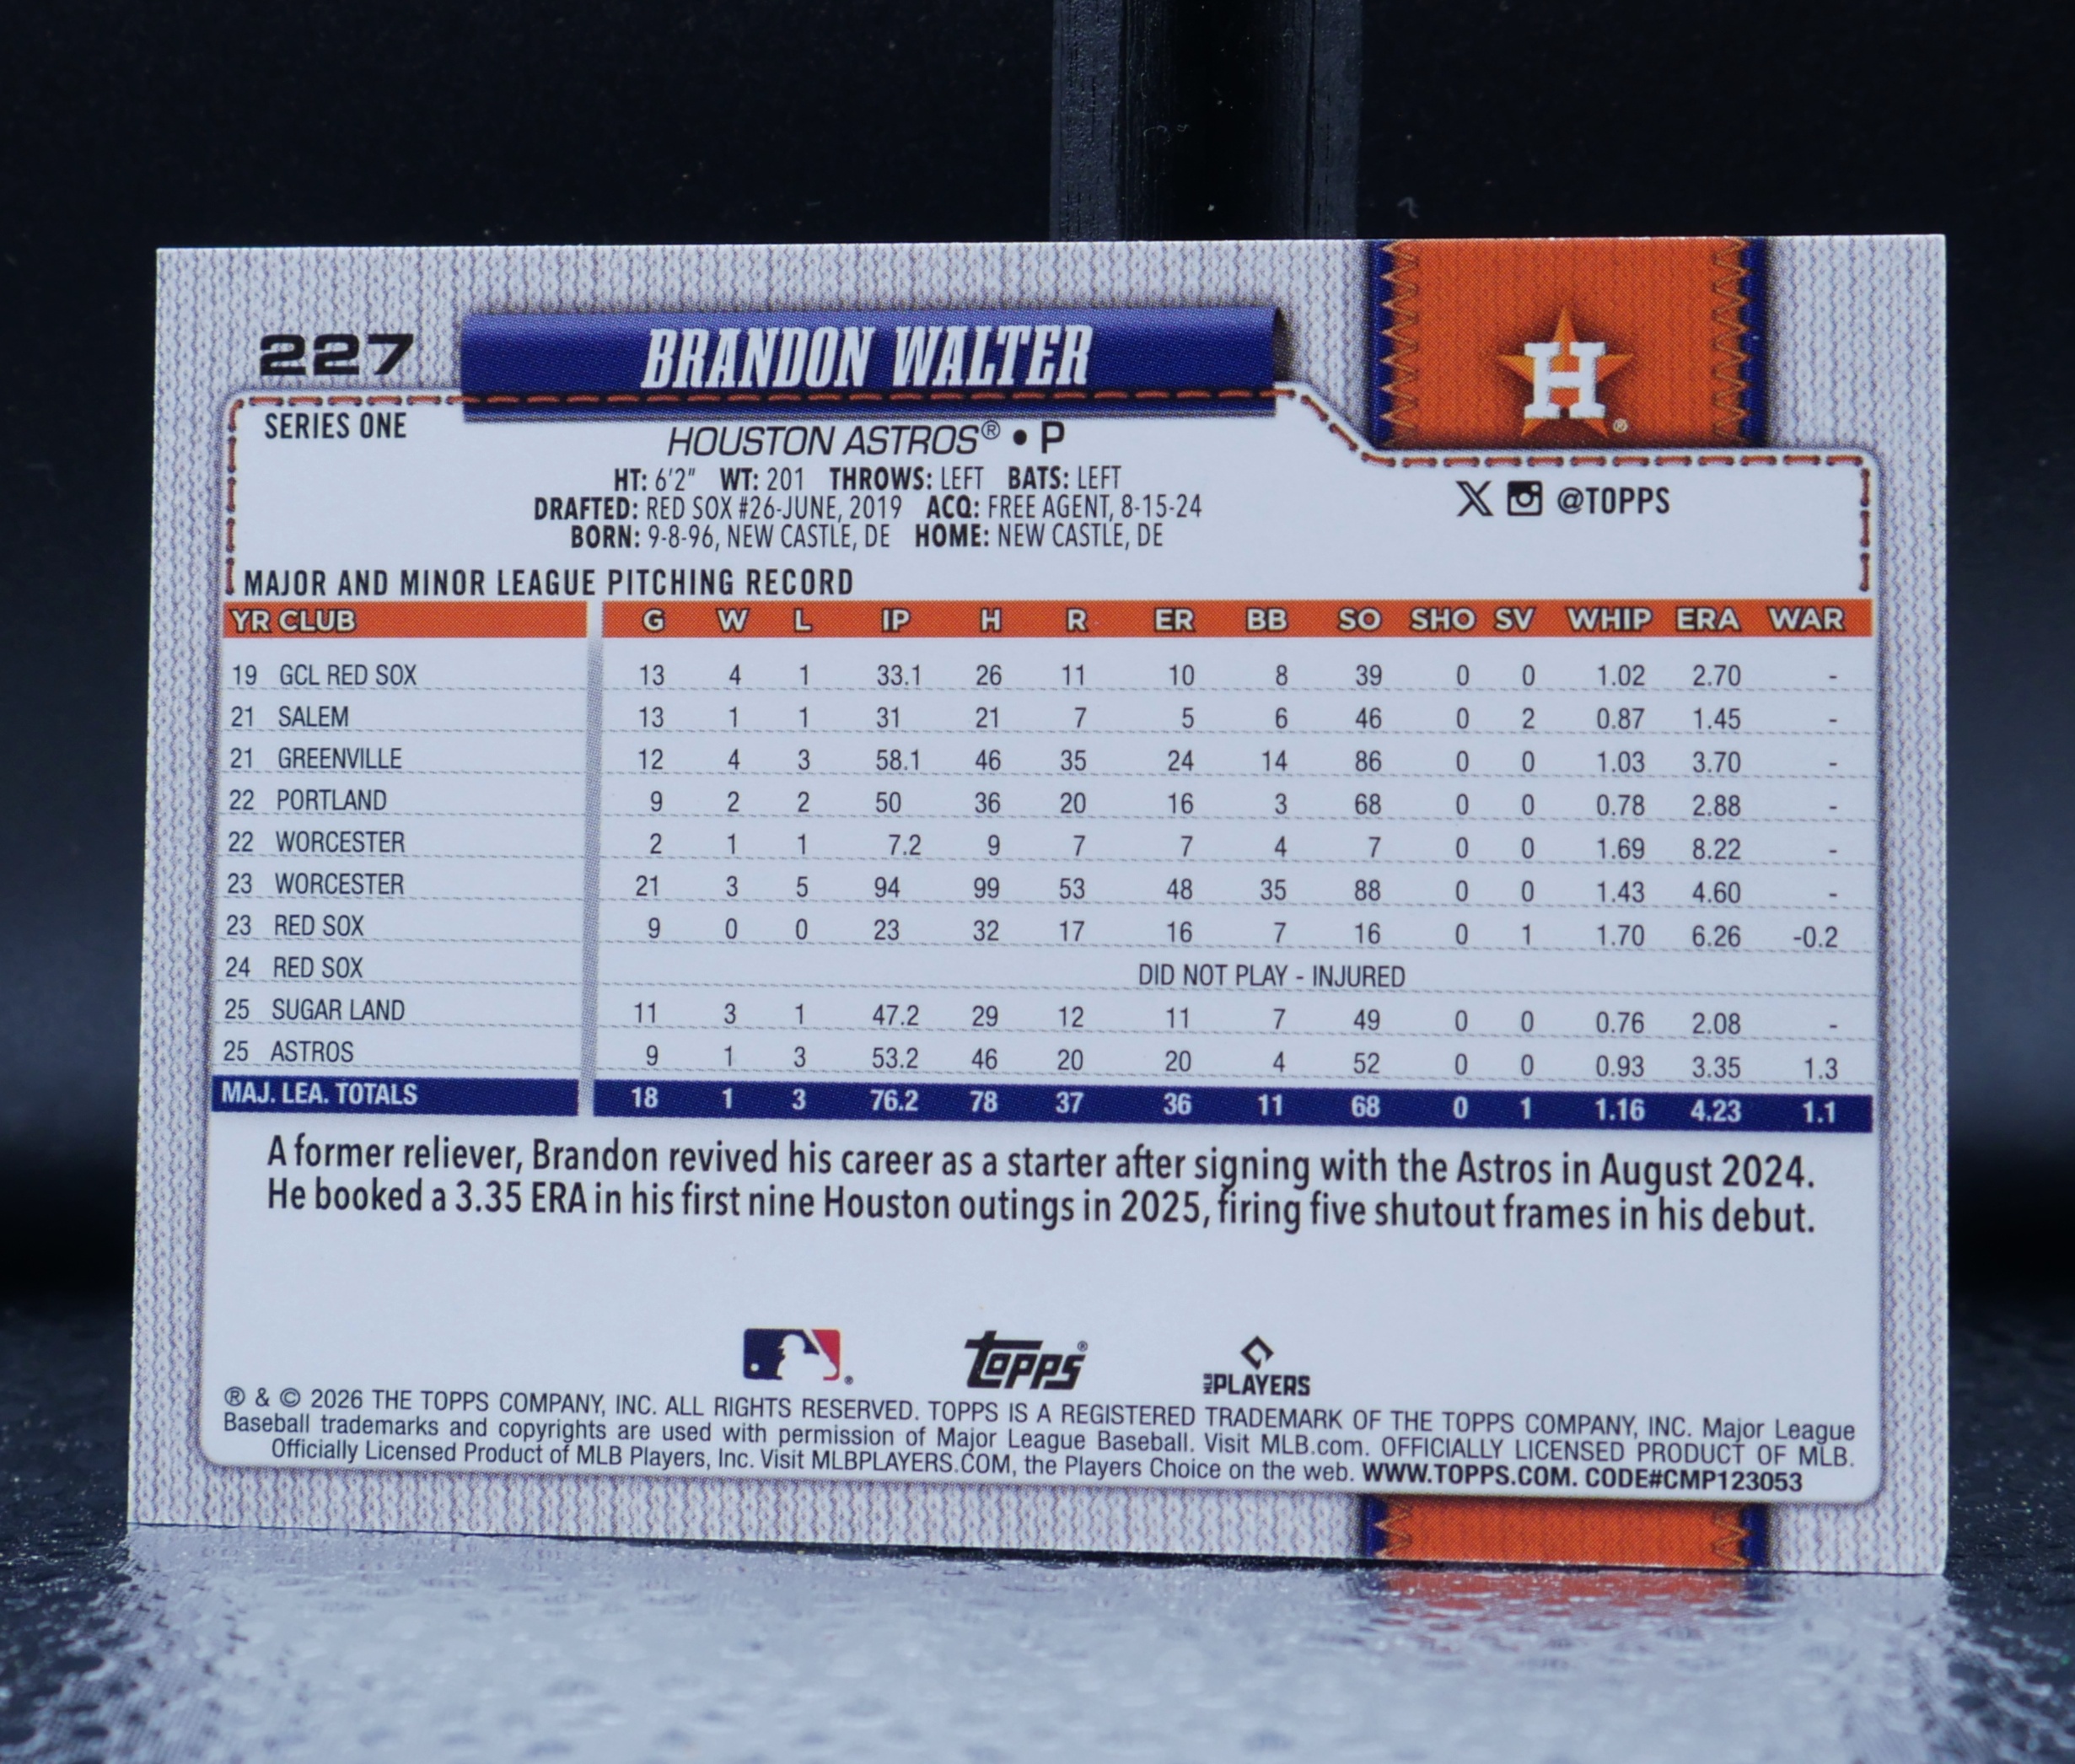 227
BRANDON WALTER
H®
SERIES ONE
HOUSTON ASTROS® • P
HT: 6'2" WT: 201 THROWS: LEFT BATS: LEFT
DRAFTED: RED SOX #26-JUNE, 2019 ACQ: FREE AGENT, 8-15-24
BORN: 9-8-96, NEW CASTLE, DE HOME: NEW CASTLE, DE
X @TOPPS
MAJOR AND MINOR LEAGUE PITCHING RECORD
YR CLUB G W L IP H R ER BB SO SHO SV WHIP ERA WAR
19 GCL RED SOX 13 4 1 33.1 26 11 10 8 39 0 0 1.02 2.70 -
21 SALEM 13 1 1 31 21 7 5 6 46 0 2 0.87 1.45 -
21 GREENVILLE 12 4 3 58.1 46 35 24 14 86 0 0 1.03 3.70 -
22 PORTLAND 9 2 2 50 36 20 16 3 68 0 0 0.78 2.88 -
22 WORCESTER 2 1 1 7.2 9 7 7 4 7 0 0 1.69 8.22 -
23 WORCESTER 21 3 5 94 99 53 48 35 88 0 0 1.43 4.60 -
23 RED SOX 9 0 0 23 32 17 16 7 16 0 1 1.70 6.26 -0.2
24 RED SOX DID NOT PLAY - INJURED
25 SUGAR LAND 11 3 1 47.2 29 12 11 7 49 0 0 0.76 2.08 -
25 ASTROS 9 1 3 53.2 46 20 20 4 52 0 0 0.93 3.35 1.3
MAJ. LEA. TOTALS 18 1 3 76.2 78 37 36 11 68 0 1 1.16 4.23 1.1
A former reliever, Brandon revived his career as a starter after signing with the Astros in August 2024.
He booked a 3.35 ERA in his first nine Houston outings in 2025, firing five shutout frames in his debut.
Topps® MLB PLAYERS
® & © 2026 THE TOPPS COMPANY, INC. ALL RIGHTS RESERVED. TOPPS IS A REGISTERED TRADEMARK OF THE TOPPS COMPANY, INC. Major League
Baseball trademarks and copyrights are used with permission of Major League Baseball. Visit MLB.com. OFFICIALLY LICENSED PRODUCT OF MLB.
Officially Licensed Product of MLB Players, Inc. Visit MLBPLAYERS.COM, the Players Choice on the web. WWW.TOPPS.COM. CODE#CMP123053